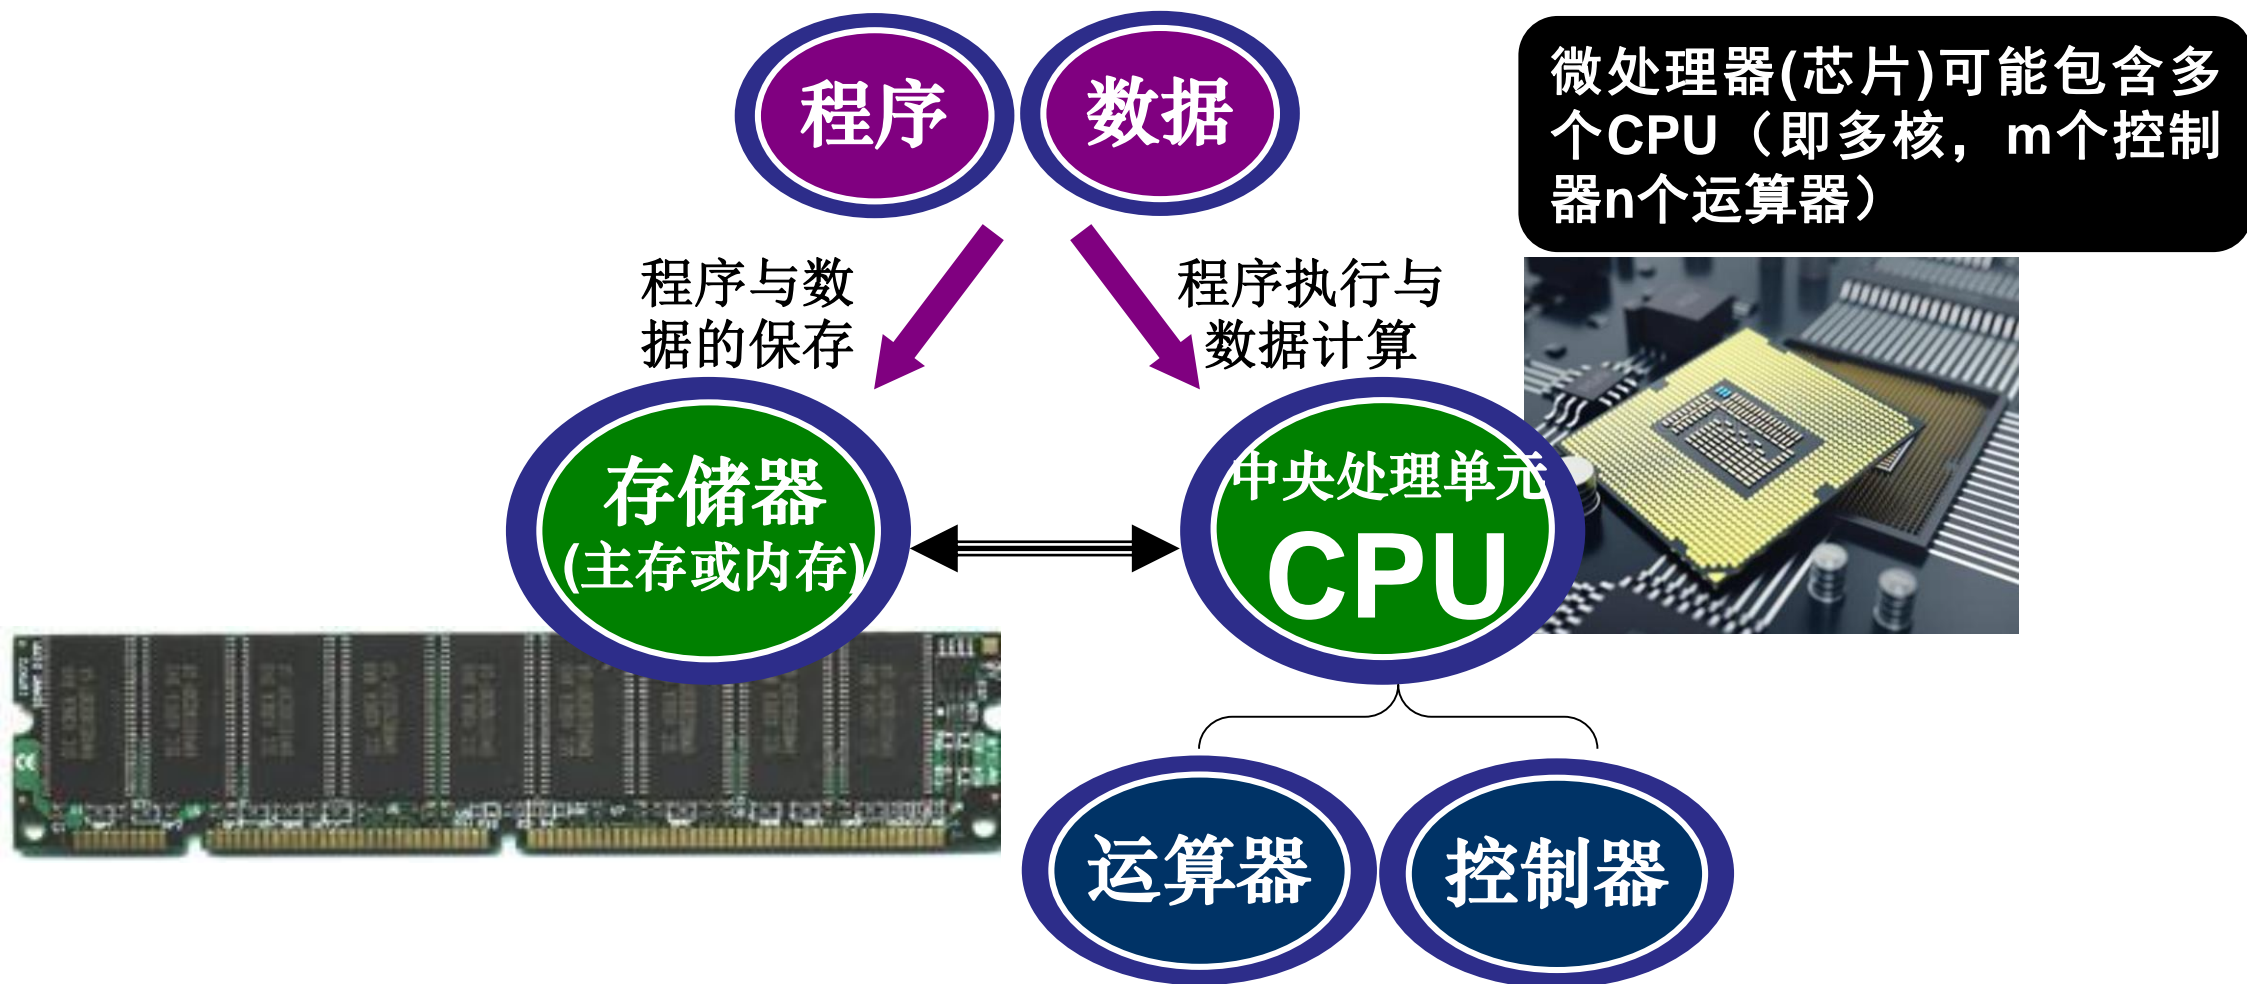 程序
数据
微处理器(芯片)可能包含多
个CPU（即多核，m个控制
器n个运算器）
程序与数
据的保存
程序执行与
数据计算
存储器
(主存或内存)
中央处理单元
CPU
运算器
控制器